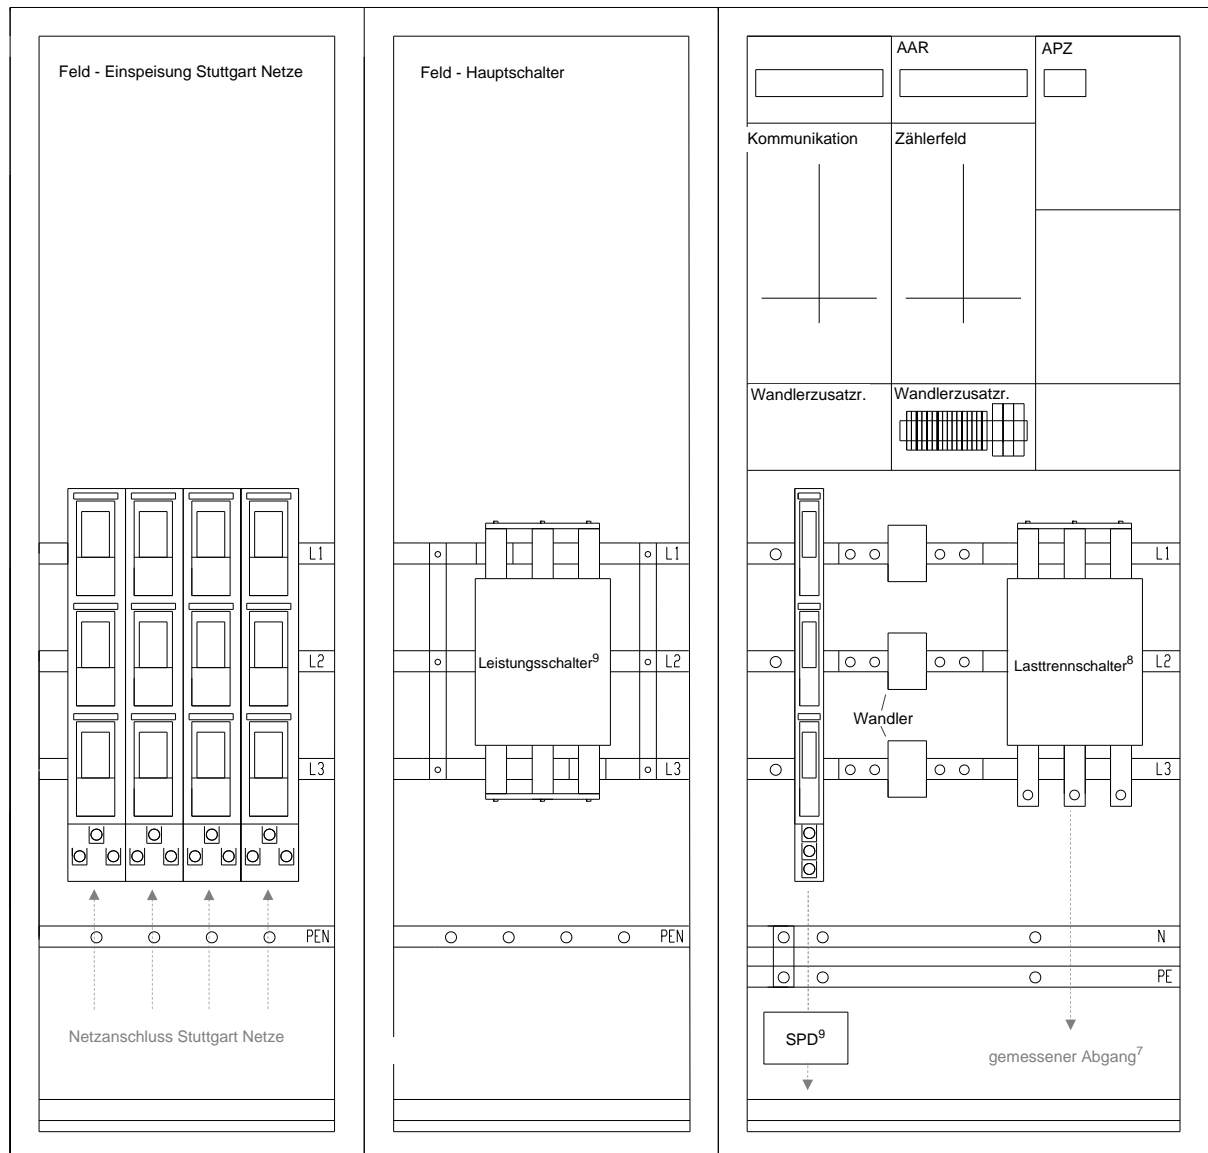 Feld - Einspeisung Stuttgart Netze
L1
L2
L3
PEN
Netzanschluss Stuttgart Netze
Feld - Hauptschalter
L1
Leistungsschalter⁹
L2
L3
PEN
AAR
APZ
Kommunikation
Zählerfeld
Wandlerzusatzr.
Wandlerzusatzr.
L1
Lasttrennschalter⁸
L2
Wandler
L3
N
PE
SPD⁹
gemessener Abgang⁷